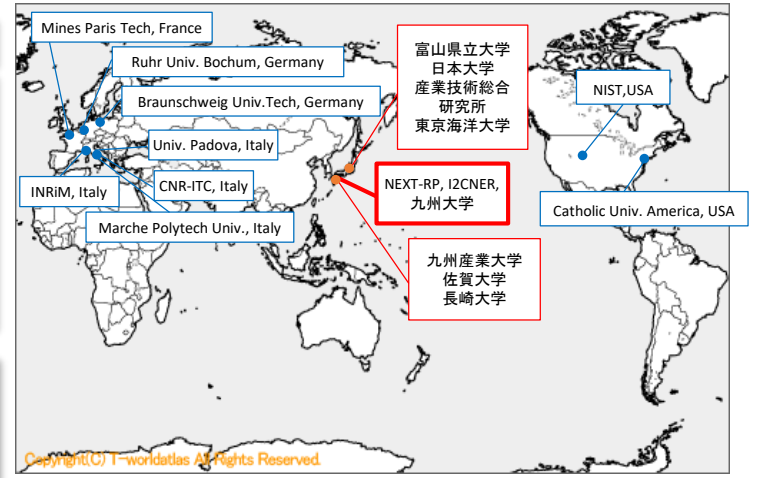 Mines Paris Tech, France
Ruhr Univ. Bochum, Germany
Braunschweig Univ.Tech, Germany
Univ. Padova, Italy
CNR-ITC, Italy
INRiM, Italy
Marche Polytech Univ., Italy
富山県立大学
日本大学
産業技術総合
研究所
東京海洋大学
NEXT-RP, I2CNER,
九州大学
九州産業大学
佐賀大学
長崎大学
NIST,USA
Catholic Univ. America, USA
Copyright(C) T-worldatlas All Rights Reserved.